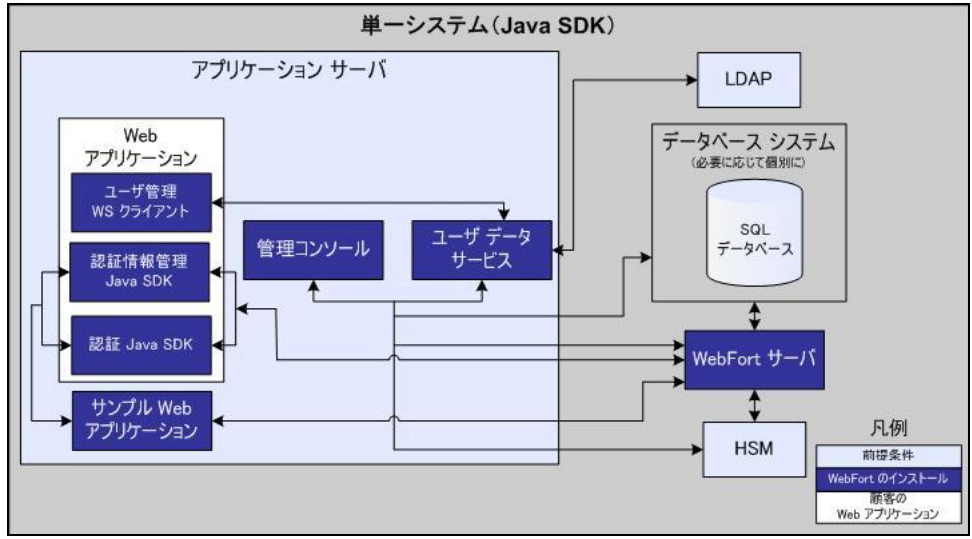 単一システム(Java SDK)
アプリケーション サーバ
LDAP
Web
アプリケーション
データベース システム
(必要に応じて個別に)
ユーザ管理
WS クライアント
SQL
データベース
管理コンソール
ユーザ データ
サービス
認証情報管理
Java SDK
認証 Java SDK
WebFort サーバ
サンプル Web
アプリケーション
HSM
凡例
前提条件
WebFort のインストール
顧客の
Web アプリケーション